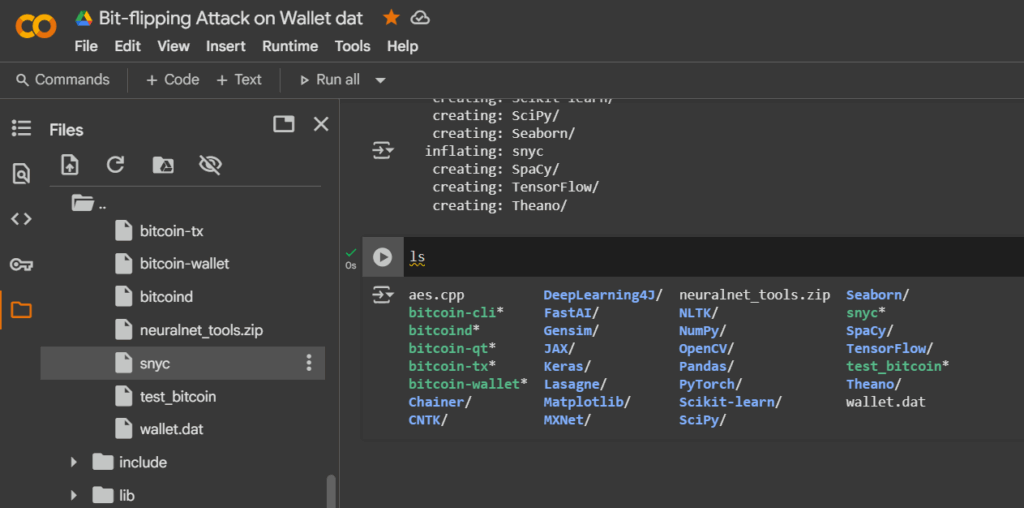 Bit-flipping Attack on Wallet dat
File Edit View Insert Runtime Tools Help
Commands + Code + Text Run all
Files
..
bitcoin-tx
bitcoin-wallet
bitcoind
neuralnet_tools.zip
snyc
test_bitcoin
wallet.dat
include
lib
creating: Scikit-learn/
creating: SciPy/
creating: Seaborn/
inflating: snyc
creating: SpaCy/
creating: TensorFlow/
creating: Theano/
0s
ls
aes.cpp DeepLearning4J/ neuralnet_tools.zip Seaborn/
bitcoin-cli* FastAI/ NLTK/ snyc*
bitcoind* Gensim/ NumPy/ SpaCy/
bitcoin-qt* JAX/ OpenCV/ TensorFlow/
bitcoin-tx* Keras/ Pandas/ test_bitcoin*
bitcoin-wallet* Lasagne/ PyTorch/ Theano/
Chainer/ Matplotlib/ Scikit-learn/ wallet.dat
CNTK/ MXNet/ SciPy/